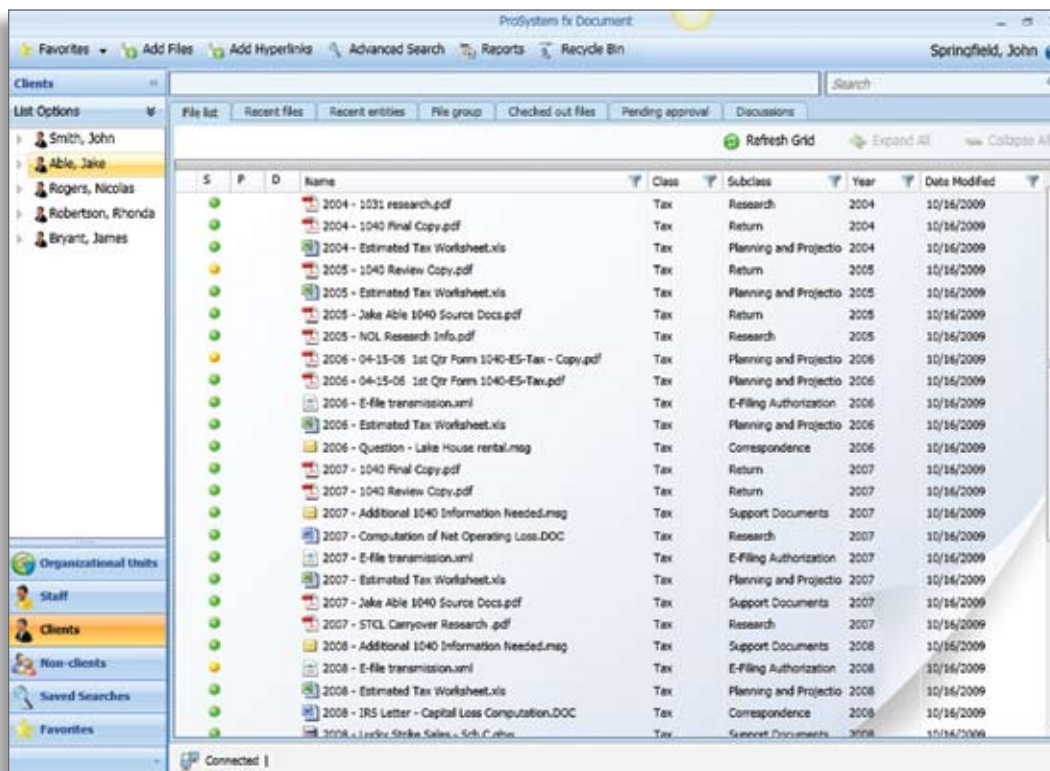 ProSystem fx Document
Favorites Add Files Add Hyperlinks Advanced Search Reports Recycle Bin Springfield, John
Clients Search
List Options File list Recent files Recent entities File group Checked out files Pending approval Discussions
Smith, John Refresh Grid Expand All Collapse All
Able, Jake
Rogers, Nicolas
Robertson, Rhonda
Bryant, James
S P D Name Class Subclass Year Date Modified
2004 - 1031 research.pdf Tax Research 2004 10/16/2009
2004 - 1040 Final Copy.pdf Tax Return 2004 10/16/2009
2004 - Estimated Tax Worksheet.xls Tax Planning and Projectio 2004 10/16/2009
2005 - 1040 Review Copy.pdf Tax Return 2005 10/16/2009
2005 - Estimated Tax Worksheet.xls Tax Planning and Projectio 2005 10/16/2009
2005 - Jake Able 1040 Source Docs.pdf Tax Return 2005 10/16/2009
2005 - NOL Research Info.pdf Tax Research 2005 10/16/2009
2006 - 04-15-06 1st Qtr Form 1040-ES-Tax - Copy.pdf Tax Planning and Projectio 2006 10/16/2009
2006 - 04-15-06 1st Qtr Form 1040-ES-Tax.pdf Tax Planning and Projectio 2006 10/16/2009
2006 - E-file transmission.xml Tax E-Filing Authorization 2006 10/16/2009
2006 - Estimated Tax Worksheet.xls Tax Planning and Projectio 2006 10/16/2009
2006 - Question - Lake House rental.msg Tax Correspondence 2006 10/16/2009
2007 - 1040 Final Copy.pdf Tax Return 2007 10/16/2009
2007 - 1040 Review Copy.pdf Tax Return 2007 10/16/2009
2007 - Additional 1040 Information Needed.msg Tax Support Documents 2007 10/16/2009
2007 - Computation of Net Operating Loss.DOC Tax Research 2007 10/16/2009
2007 - E-file transmission.xml Tax E-Filing Authorization 2007 10/16/2009
2007 - Estimated Tax Worksheet.xls Tax Planning and Projectio 2007 10/16/2009
2007 - Jake Able 1040 Source Docs.pdf Tax Support Documents 2007 10/16/2009
2007 - STCL Carryover Research .pdf Tax Research 2007 10/16/2009
2008 - Additional 1040 Information Needed.msg Tax Support Documents 2008 10/16/2009
2008 - E-file transmission.xml Tax E-Filing Authorization 2008 10/16/2009
2008 - Estimated Tax Worksheet.xls Tax Planning and Projectio 2008 10/16/2009
2008 - IRS Letter - Capital Loss Computation.DOC Tax Correspondence 2008 10/16/2009
2008 - Lucky Strike Sales - Sch C Tax Support Documents 2008 10/16/2009
Organizational Units
Staff
Clients
Non-clients
Saved Searches
Favorites
Connected |